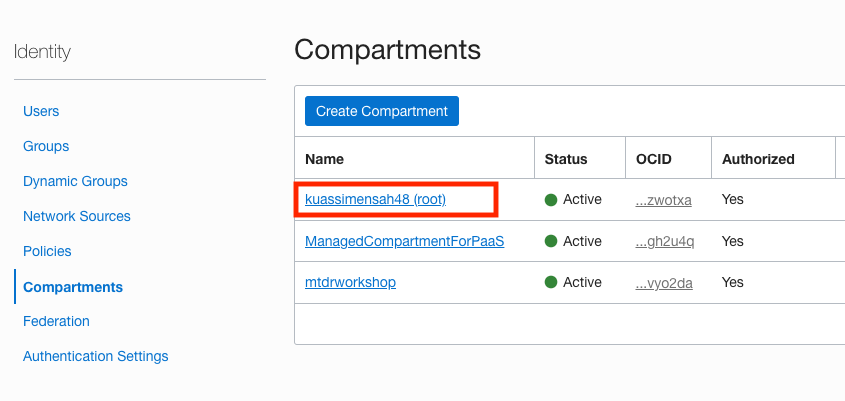 Identity
Users
Groups
Dynamic Groups
Network Sources
Policies
Compartments
Federation
Authentication Settings
Compartments
Create Compartment
Name Status OCID Authorized
kuassimensah48 (root) Active ...zwotxa Yes
ManagedCompartmentForPaaS Active ...gh2u4q Yes
mtdrworkshop Active ...vyo2da Yes